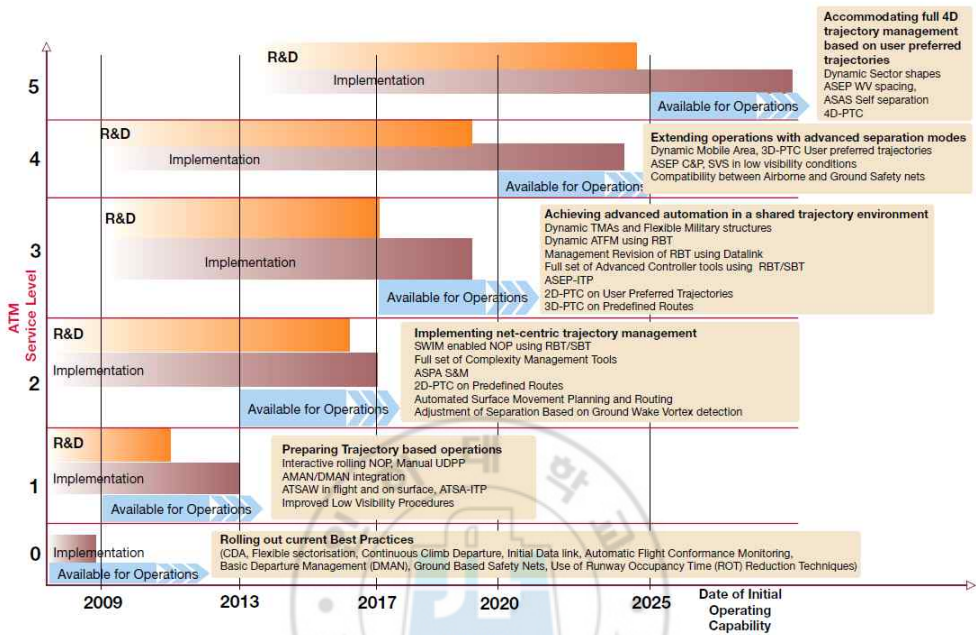 Accommodating full 4D
trajectory management
based on user preferred
trajectories
Dynamic Sector shapes
ASEP WV spacing,
ASAS Self separation
4D-PTC
R&D
Implementation
5
Available for Operations
R&D
Extending operations with advanced separation modes
Dynamic Mobile Area, 3D-PTC User preferred trajectories
ASEP C&P, SVS in low visibility conditions
Compatibility between Airborne and Ground Safety nets
Implementation
4
Available for Operations
R&D
Achieving advanced automation in a shared trajectory environment
Dynamic TMAs and Flexible Military structures
Dynamic ATFM using RBT
Management Revision of RBT using Datalink
Full set of Advanced Controller tools using RBT/SBT
ASEP-ITP
2D-PTC on User Preferred Trajectories
3D-PTC on Predefined Routes
3
Implementation
Available for Operations
ATM
Service Level
R&D
Implementing net-centric trajectory management
SWIM enabled NOP using RBT/SBT
Full set of Complexity Management Tools
ASPA S&M
2D-PTC on Predefined Routes
Automated Surface Movement Planning and Routing
Adjustment of Separation Based on Ground Wake Vortex detection
Implementation
2
Available for Operations
R&D
Preparing Trajectory based operations
Interactive rolling NOP, Manual UDPP
AMAN/DMAN integration
ATSAW in flight and on surface, ATSA-ITP
Improved Low Visibility Procedures
Implementation
1
Available for Operations
Rolling out current Best Practices
(CDA, Flexible sectorisation, Continuous Climb Departure, Initial Data link, Automatic Flight Conformance Monitoring,
Basic Departure Management (DMAN), Ground Based Safety Nets, Use of Runway Occupancy Time (ROT) Reduction Techniques)
0
Implementation
Available for Operations
2009
2013
2017
2020
2025
Date of Initial
Operating
Capability